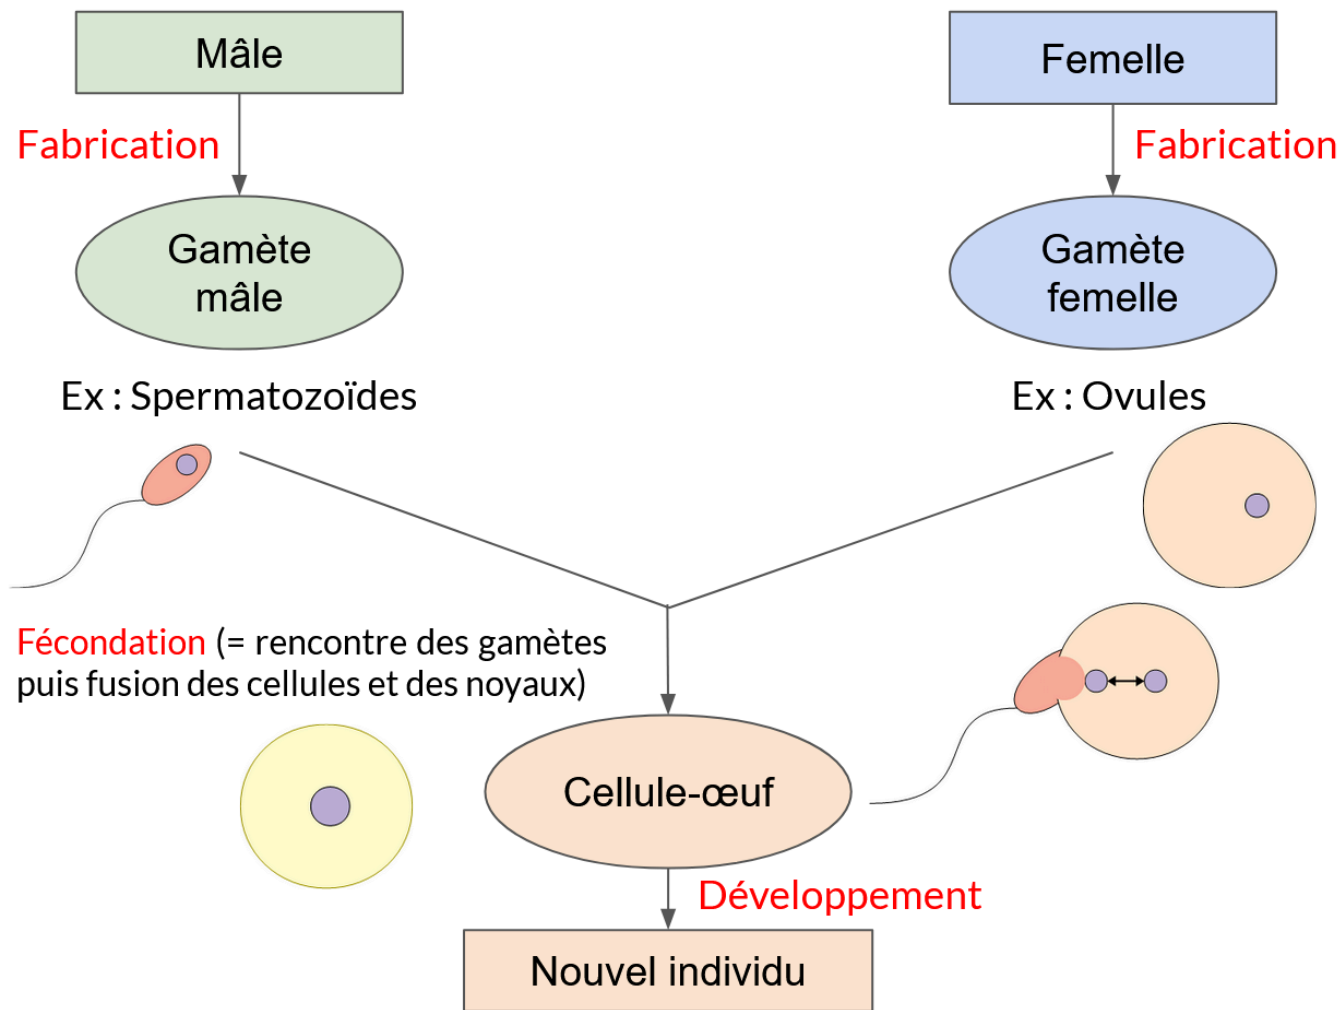 Mâle
Femelle
Fabrication
Fabrication
Gamète
mâle
Gamète
femelle
Ex : Spermatozoïdes
Ex : Ovules
Fécondation (= rencontre des gamètes
puis fusion des cellules et des noyaux)
Cellule-œuf
Développement
Nouvel individu